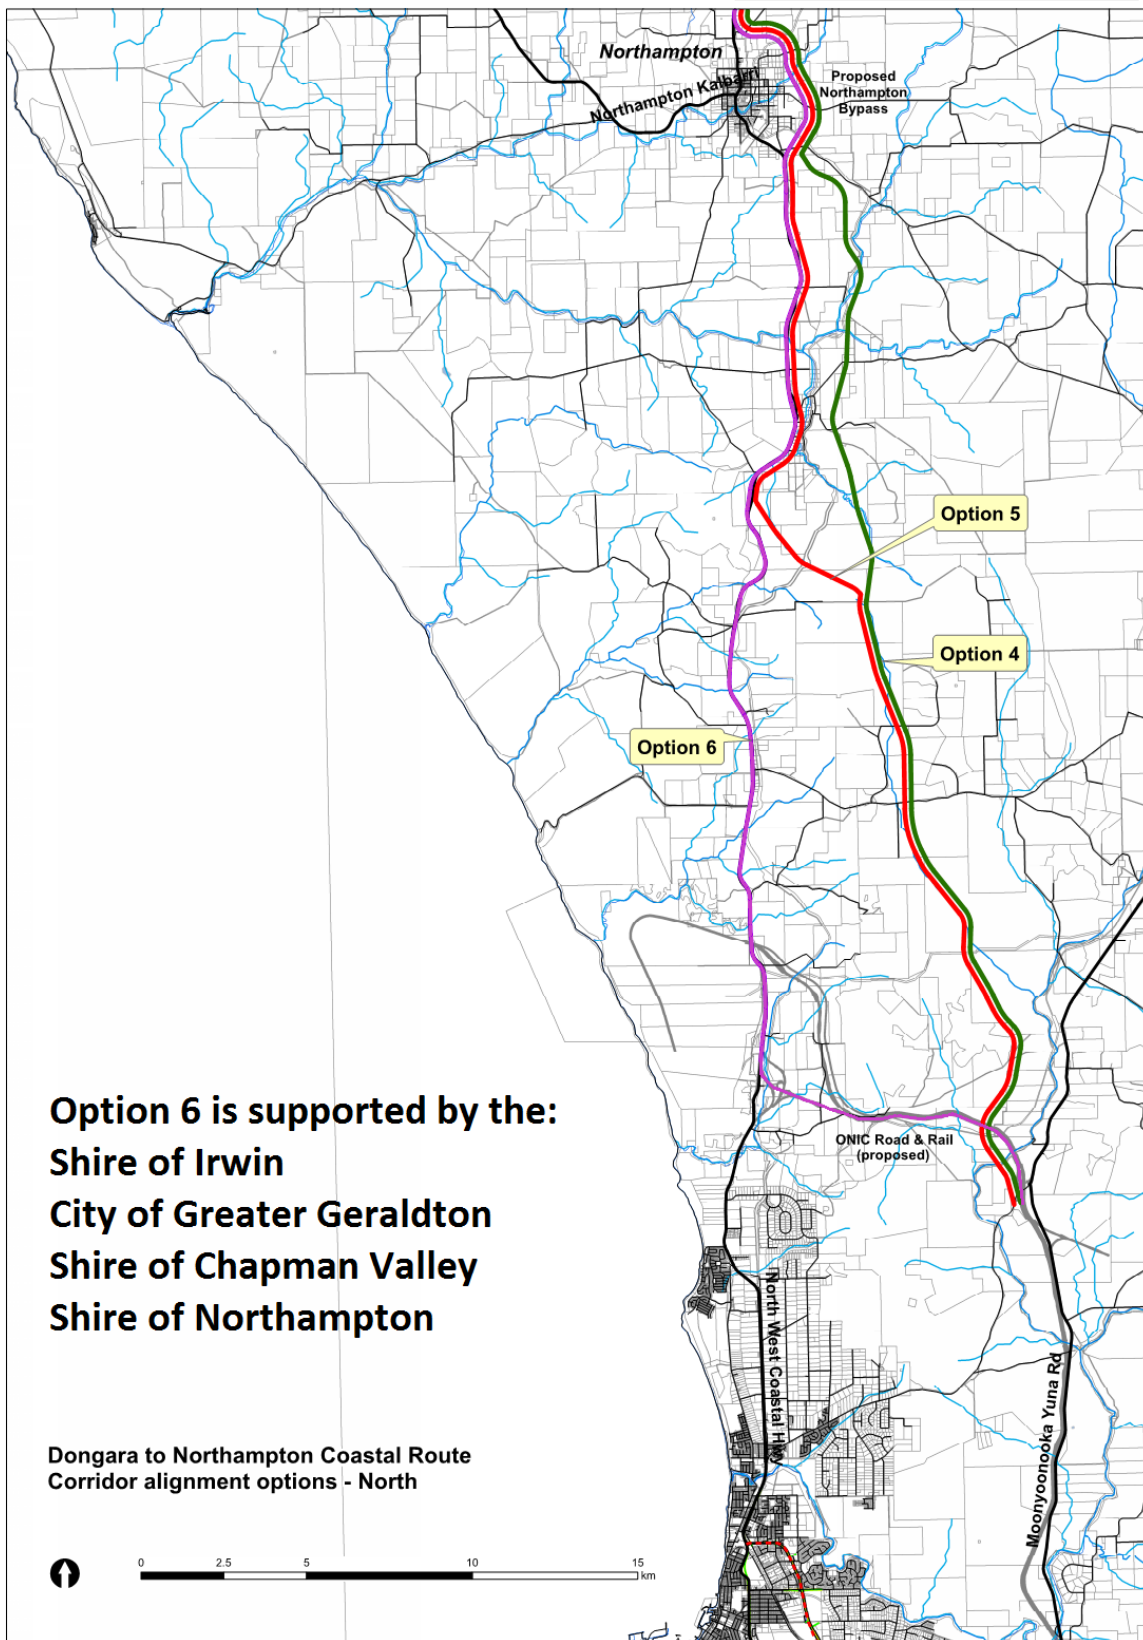 Northampton
Northampton Kalbarri
Proposed
Northampton
Bypass
Option 5
Option 4
Option 6
ONIC Road & Rail
(proposed)
Option 6 is supported by the:
Shire of Irwin
City of Greater Geraldton
Shire of Chapman Valley
Shire of Northampton
North West Coastal Hwy
Moonyoonooka Yuna Rd
Dongara to Northampton Coastal Route
Corridor alignment options - North
0 2.5 5 10 15
km